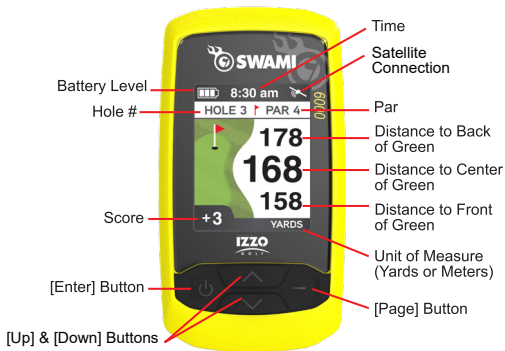 Time
Satellite
Connection
Battery Level
Hole #
Par
Distance to Back
of Green
Distance to Center
of Green
Distance to Front
of Green
Score
Unit of Measure
(Yards or Meters)
[Enter] Button
[Page] Button
[Up] & [Down] Buttons
SWAMI
6000
8:30 am
HOLE 3 PAR 4
178
168
158
+3
YARDS
IZZO
GOLF